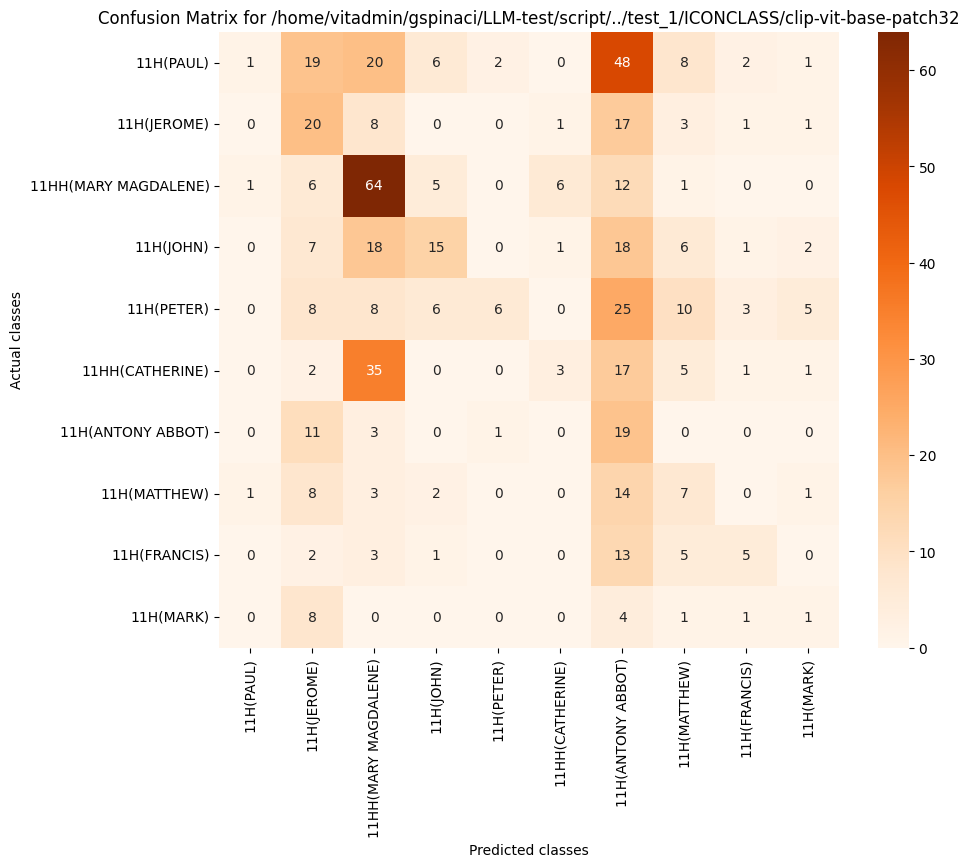 Confusion Matrix for /home/vitadmin/gspinaci/LLM-test/script/../test_1/ICONCLASS/clip-vit-base-patch32
11H(PAUL) 1 19 20 6 2 0 48 8 2 1
11H(JEROME) 0 20 8 0 0 1 17 3 1 1
11HH(MARY MAGDALENE) 1 6 64 5 0 6 12 1 0 0
11H(JOHN) 0 7 18 15 0 1 18 6 1 2
11H(PETER) 0 8 8 6 6 0 25 10 3 5
11HH(CATHERINE) 0 2 35 0 0 3 17 5 1 1
11H(ANTONY ABBOT) 0 11 3 0 1 0 19 0 0 0
11H(MATTHEW) 1 8 3 2 0 0 14 7 0 1
11H(FRANCIS) 0 2 3 1 0 0 13 5 5 0
11H(MARK) 0 8 0 0 0 0 4 1 1 1
Actual classes
11H(PAUL)
11H(JEROME)
11HH(MARY MAGDALENE)
11H(JOHN)
11H(PETER)
11HH(CATHERINE)
11H(ANTONY ABBOT)
11H(MATTHEW)
11H(FRANCIS)
11H(MARK)
Predicted classes
60
50
40
30
20
10
0